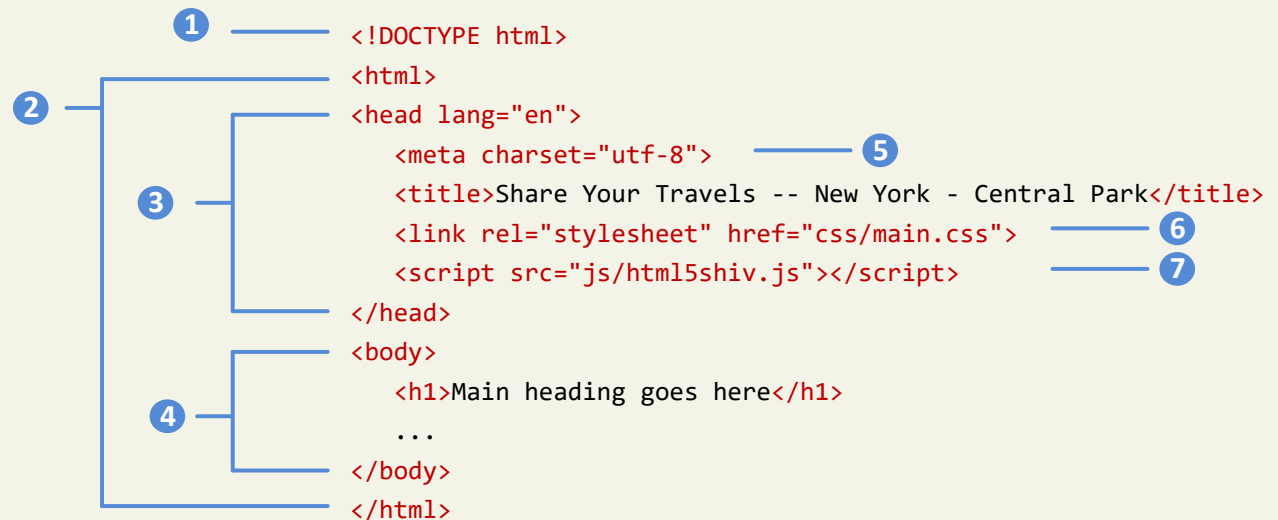 1 <!DOCTYPE html>
<html>
2 <head lang="en">
<meta charset="utf-8"> 5
3 <title>Share Your Travels -- New York - Central Park</title>
<link rel="stylesheet" href="css/main.css"> 6
<script src="js/html5shiv.js"></script> 7
</head>
<body>
<h1>Main heading goes here</h1>
4 ...
</body>
</html>